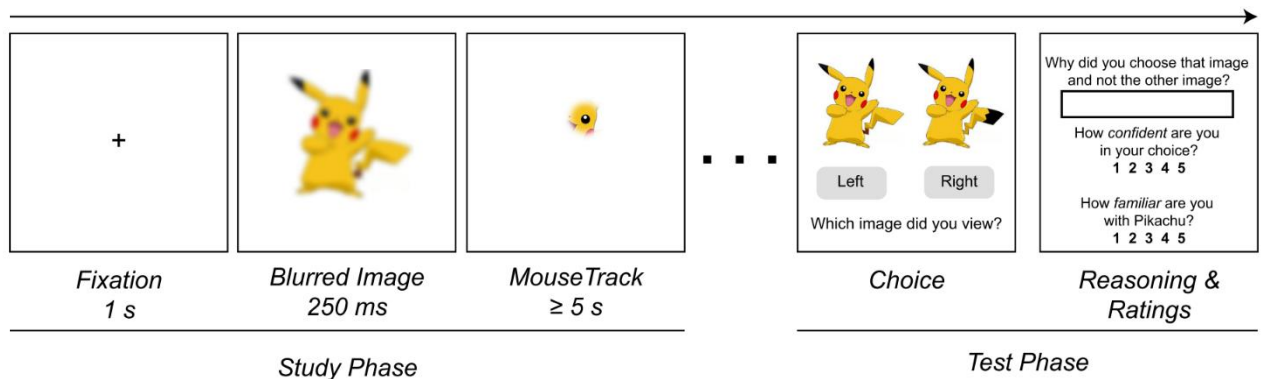 +
Left
Right
Which image did you view?
Why did you choose that image
and not the other image?
How confident are you
in your choice?
1 2 3 4 5
How familiar are you
with Pikachu?
1 2 3 4 5
Fixation
1 s
Blurred Image
250 ms
MouseTrack
≥ 5 s
. . .
Choice
Reasoning &
Ratings
Study Phase
Test Phase